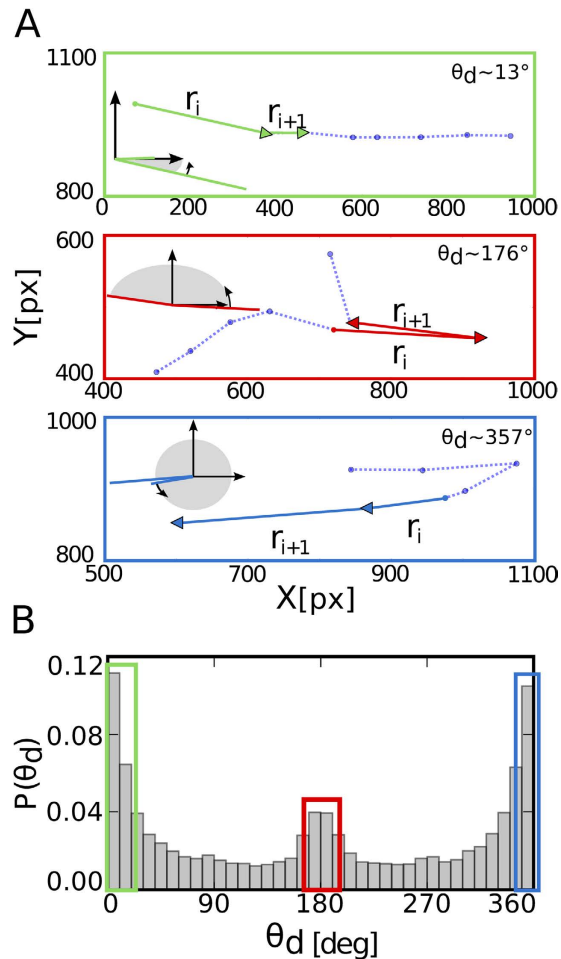 A
1100
θd~13°
ri
ri+1
800
0 200 400 600 800 1000
600
θd~176°
ri+1
ri
Y[px]
400
400 600 800 1000
1000
θd~357°
ri+1
ri
800
500 700 900 1100
X[px]
B
0.12
0.08
0.04
0.00
P(θd)
0 90 180 270 360
θd [deg]